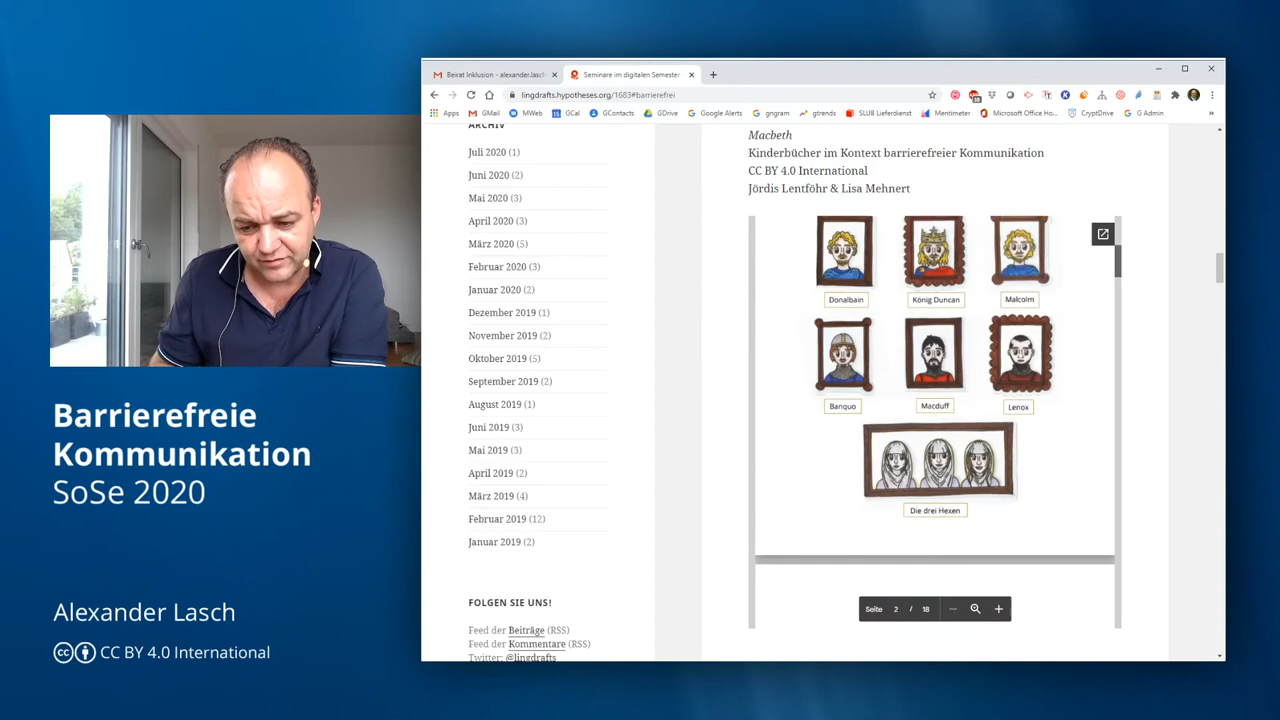 Barrierefreie
Kommunikation
SoSe 2020
Alexander Lasch
CC BY 4.0 International
Beirat Inklusion - alexander.lasc
Seminare im digitalen Semester
lingdrafts.hypotheses.org/1683#barrierefrei
Apps GMail MWeb GCal GContacts GDrive Google Alerts gngram gtrends SLUB Lieferdienst Mentimeter Microsoft Office Ho... CryptDrive G Admin »
ARCHIV
Juli 2020 (1)
Juni 2020 (2)
Mai 2020 (3)
April 2020 (3)
März 2020 (5)
Februar 2020 (3)
Januar 2020 (2)
Dezember 2019 (1)
November 2019 (2)
Oktober 2019 (5)
September 2019 (2)
August 2019 (1)
Juni 2019 (3)
Mai 2019 (3)
April 2019 (2)
März 2019 (4)
Februar 2019 (12)
Januar 2019 (2)
FOLGEN SIE UNS!
Feed der Beiträge (RSS)
Feed der Kommentare (RSS)
Twitter: @lingdrafts
Macbeth
Kinderbücher im Kontext barrierefreier Kommunikation
CC BY 4.0 International
Jördis Lentföhr & Lisa Mehnert
Donalbain König Duncan Malcolm
Banquo Macduff Lenox
Die drei Hexen
Seite 2 / 18